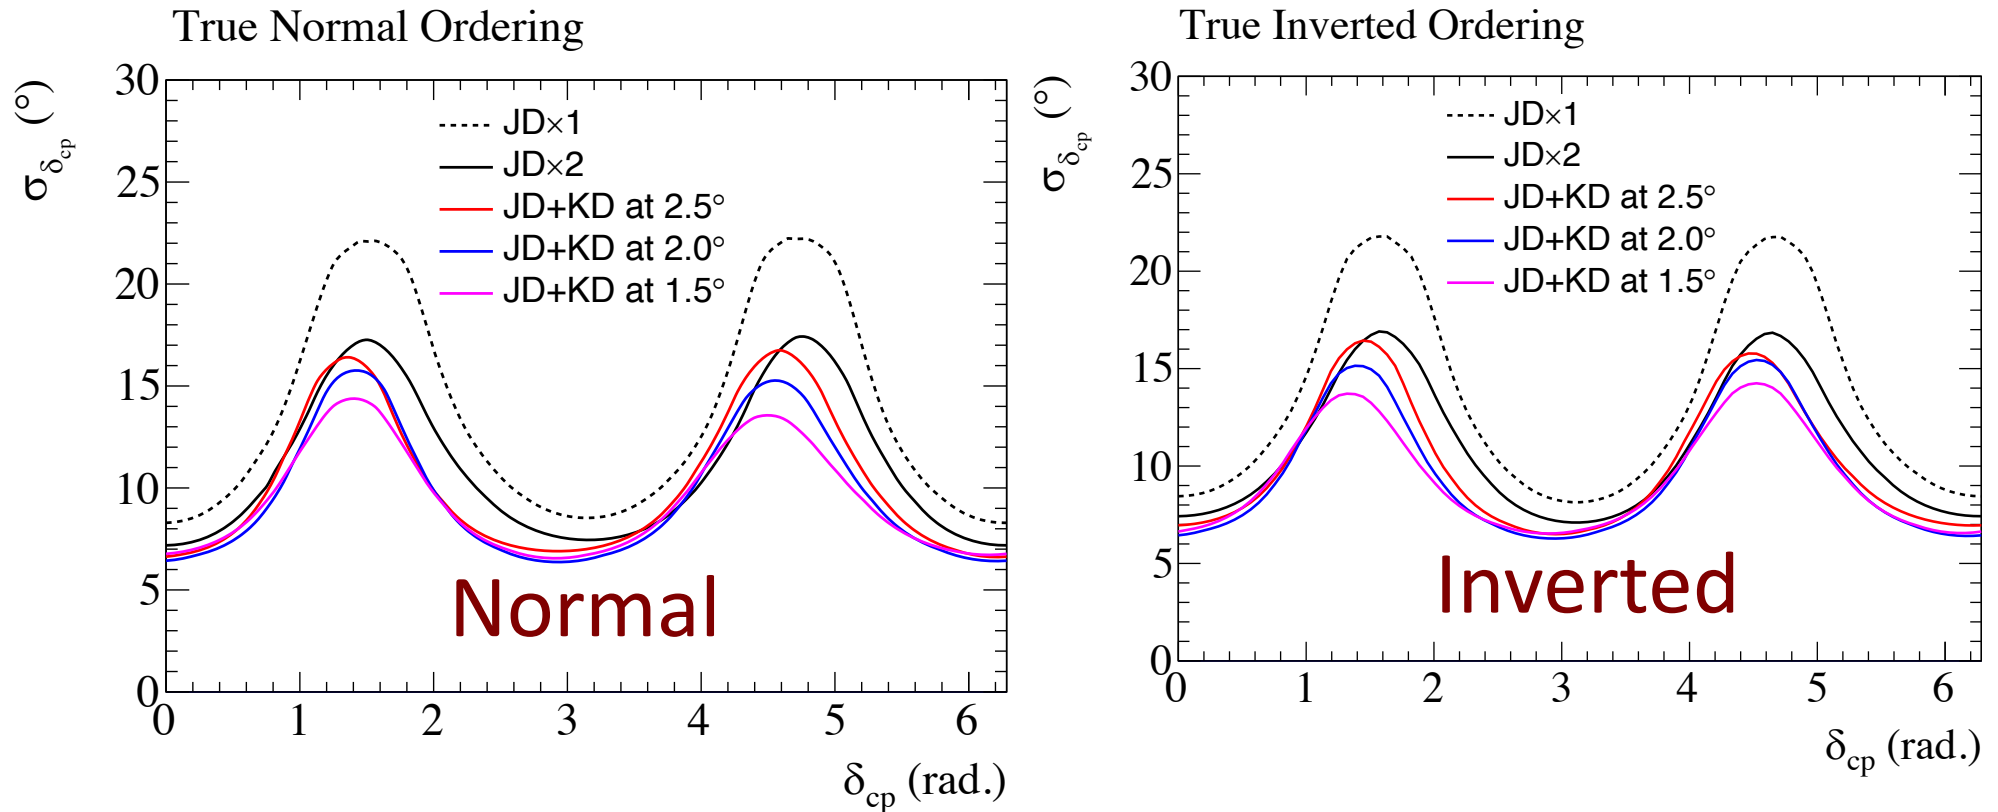 True Normal Ordering
σδcp (°)
30
25
20
15
10
5
0
JD×1
JD×2
JD+KD at 2.5°
JD+KD at 2.0°
JD+KD at 1.5°
Normal
0 1 2 3 4 5 6
δcp (rad.)
True Inverted Ordering
σδcp (°)
30
25
20
15
10
5
0
JD×1
JD×2
JD+KD at 2.5°
JD+KD at 2.0°
JD+KD at 1.5°
Inverted
0 1 2 3 4 5 6
δcp (rad.)